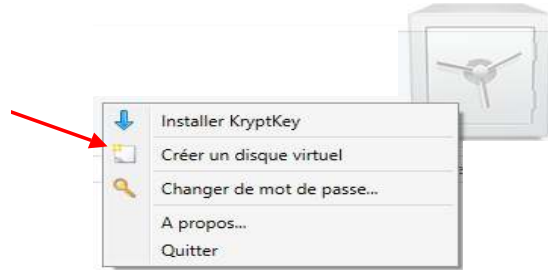 Installer KryptKey
Créer un disque virtuel
Changer de mot de passe...
A propos...
Quitter